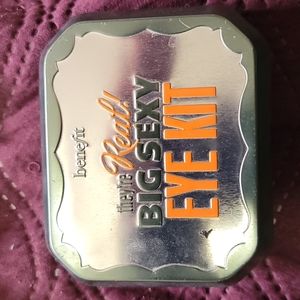 benefit
they're Real!
BIG SEXY
EYE KIT